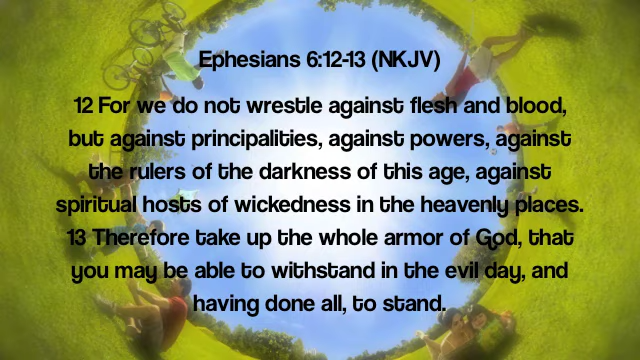 Ephesians 6:12-13 (NKJV)
12 For we do not wrestle against flesh and blood,
but against principalities, against powers, against
the rulers of the darkness of this age, against
spiritual hosts of wickedness in the heavenly places.
13 Therefore take up the whole armor of God, that
you may be able to withstand in the evil day, and
having done all, to stand.